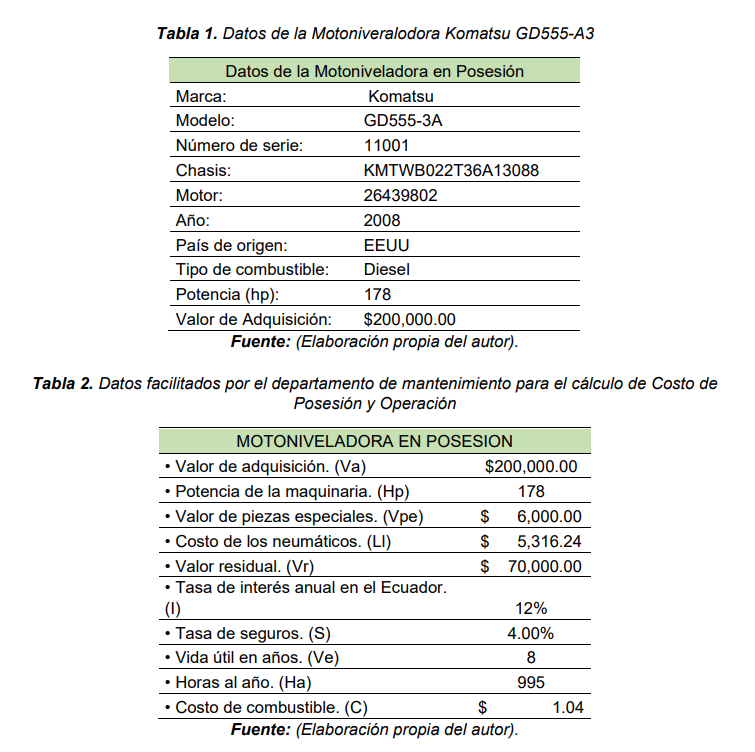 Tabla 1. Datos de la Motoniveralodora Komatsu GD555-A3
Datos de la Motoniveladora en Posesión
Marca: Komatsu
Modelo: GD555-3A
Número de serie: 11001
Chasis: KMTWB022T36A13088
Motor: 26439802
Año: 2008
País de origen: EEUU
Tipo de combustible: Diesel
Potencia (hp): 178
Valor de Adquisición: $200,000.00
Fuente: (Elaboración propia del autor).
Tabla 2. Datos facilitados por el departamento de mantenimiento para el cálculo de Costo de
Posesión y Operación
MOTONIVELADORA EN POSESION
• Valor de adquisición. (Va) $200,000.00
• Potencia de la maquinaria. (Hp) 178
• Valor de piezas especiales. (Vpe) $ 6,000.00
• Costo de los neumáticos. (Ll) $ 5,316.24
• Valor residual. (Vr) $ 70,000.00
• Tasa de interés anual en el Ecuador.
(I) 12%
• Tasa de seguros. (S) 4.00%
• Vida útil en años. (Ve) 8
• Horas al año. (Ha) 995
• Costo de combustible. (C) $ 1.04
Fuente: (Elaboración propia del autor).